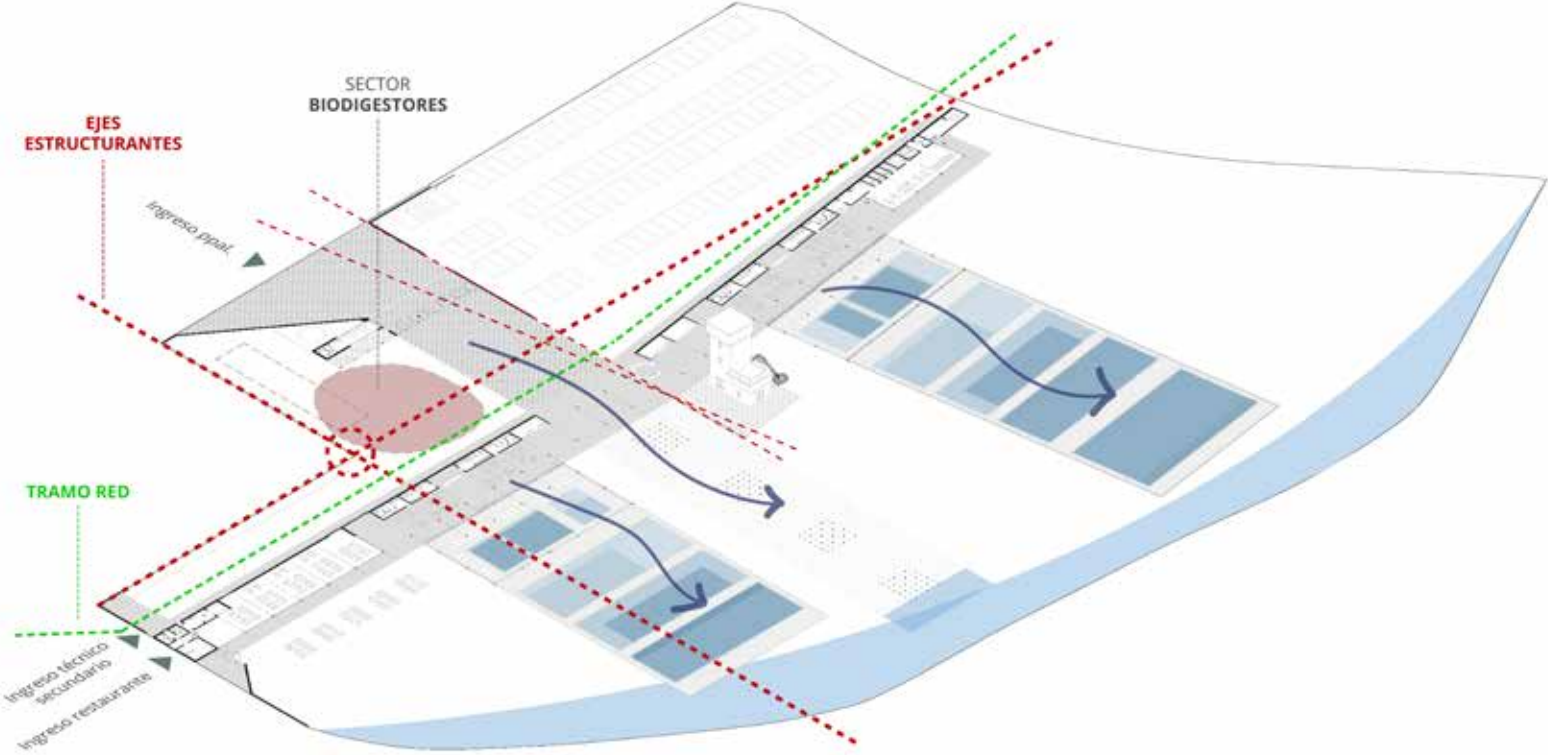 SECTOR
BIODIGESTORES
EJES
ESTRUCTURANTES
Ingreso ppal.
TRAMO RED
Ingreso técnico
secundario
Ingreso restaurante